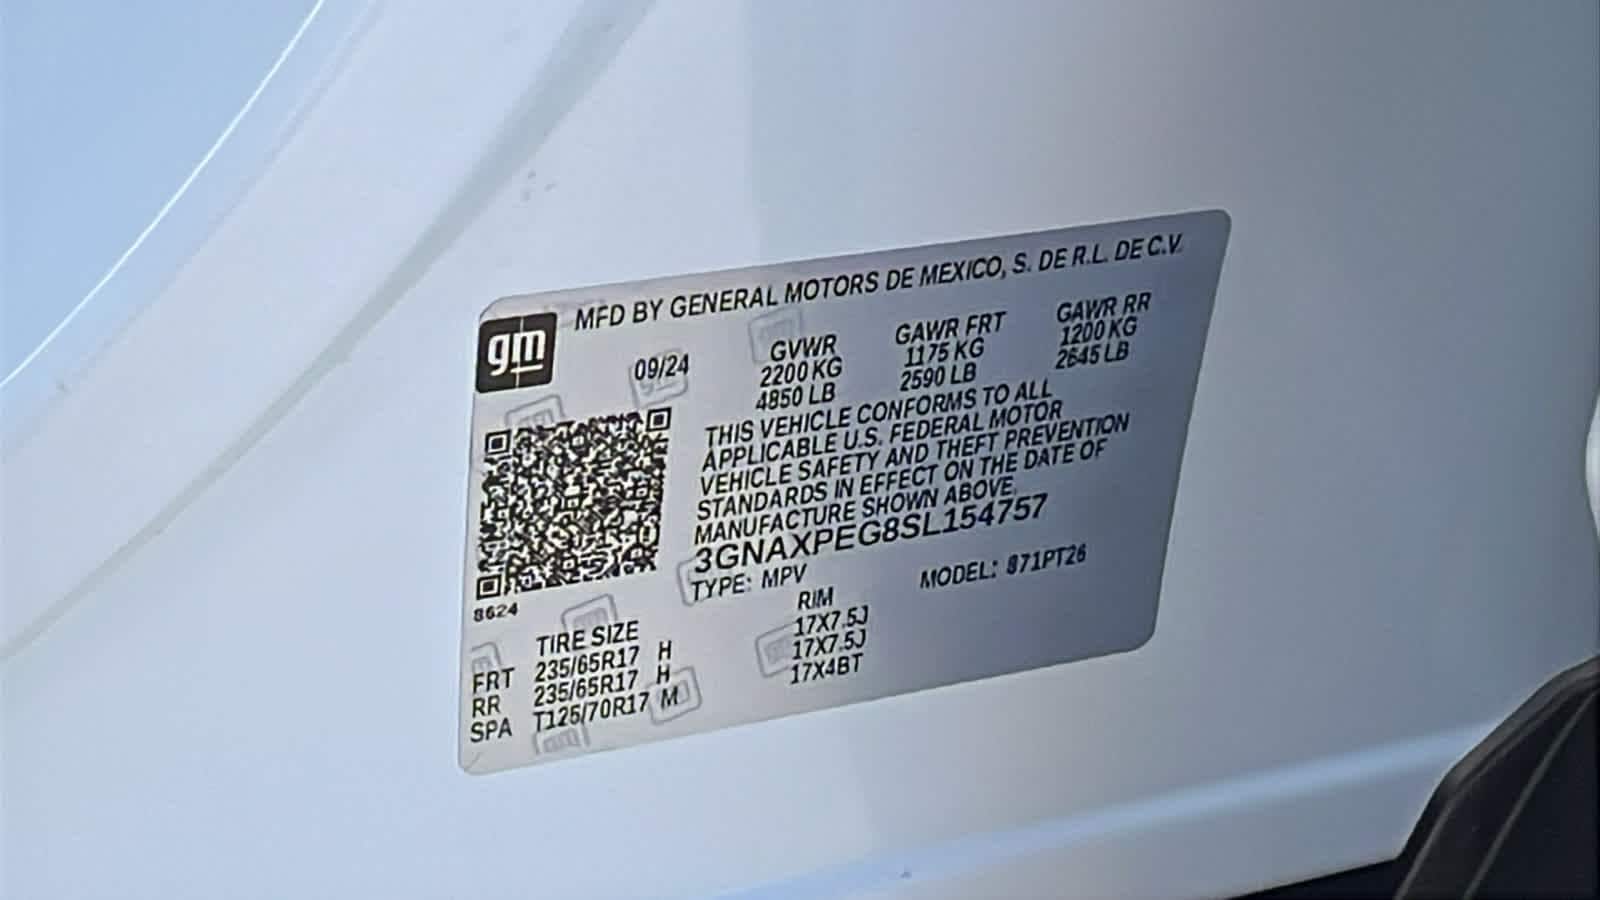 MFD BY GENERAL MOTORS DE MEXICO, S. DE R.L. DE C.V.
gm
09/24
GVWR GAWR FRT GAWR RR
2200 KG 1175 KG 1200 KG
4850 LB 2590 LB 2645 LB
THIS VEHICLE CONFORMS TO ALL
APPLICABLE U.S. FEDERAL MOTOR
VEHICLE SAFETY AND THEFT PREVENTION
STANDARDS IN EFFECT ON THE DATE OF
MANUFACTURE SHOWN ABOVE.
3GNAXPEG8SL154757
TYPE: MPV MODEL: 871PT26
8624
TIRE SIZE RIM
FRT 235/65R17 H 17X7.5J
RR 235/65R17 H 17X7.5J
SPA T125/70R17 M 17X4BT